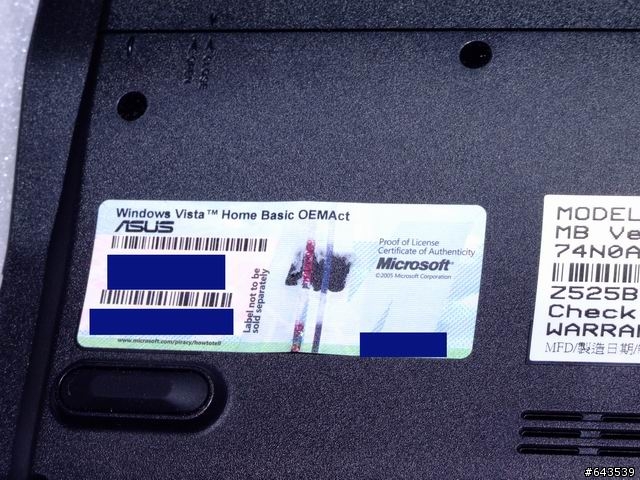 Windows Vista™ Home Basic OEMAct
ASUS
Proof of License
Certificate of Authenticity
Microsoft®
©2005 Microsoft Corporation
Label not to be
sold separately
www.microsoft.com/piracy/howtotell
MODEL
MB Ve
74N0A
Z525B
Check
WARRAN
MFD/製造日期/
#643539